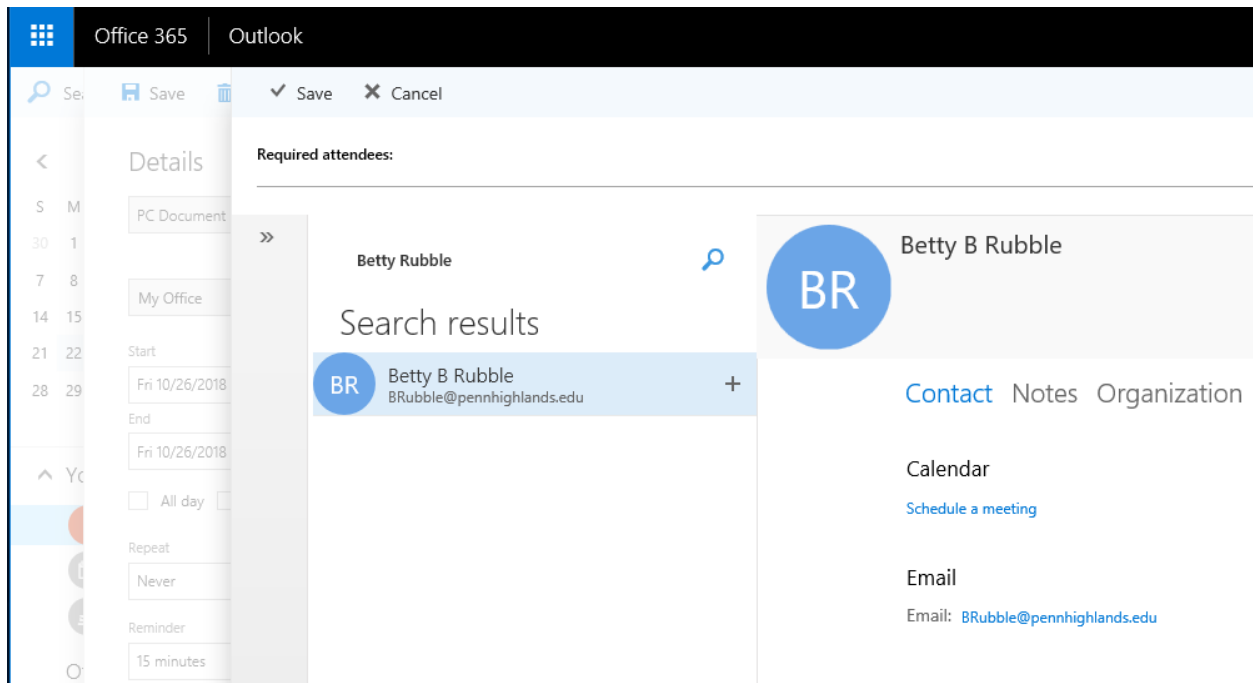 Office 365 Outlook
Save Save Cancel
Details
Required attendees:
S M
PC Document
30 1
Betty Rubble
Betty B Rubble
BR
7 8
My Office
14 15
Search results
21 22
Start
BR
Betty B Rubble
BRubble@pennhighlands.edu
28 29
Fri 10/26/2018
Contact Notes Organization
End
Fri 10/26/2018
Calendar
Schedule a meeting
All day
Repeat
Never
Email
Email: BRubble@pennhighlands.edu
Reminder
15 minutes